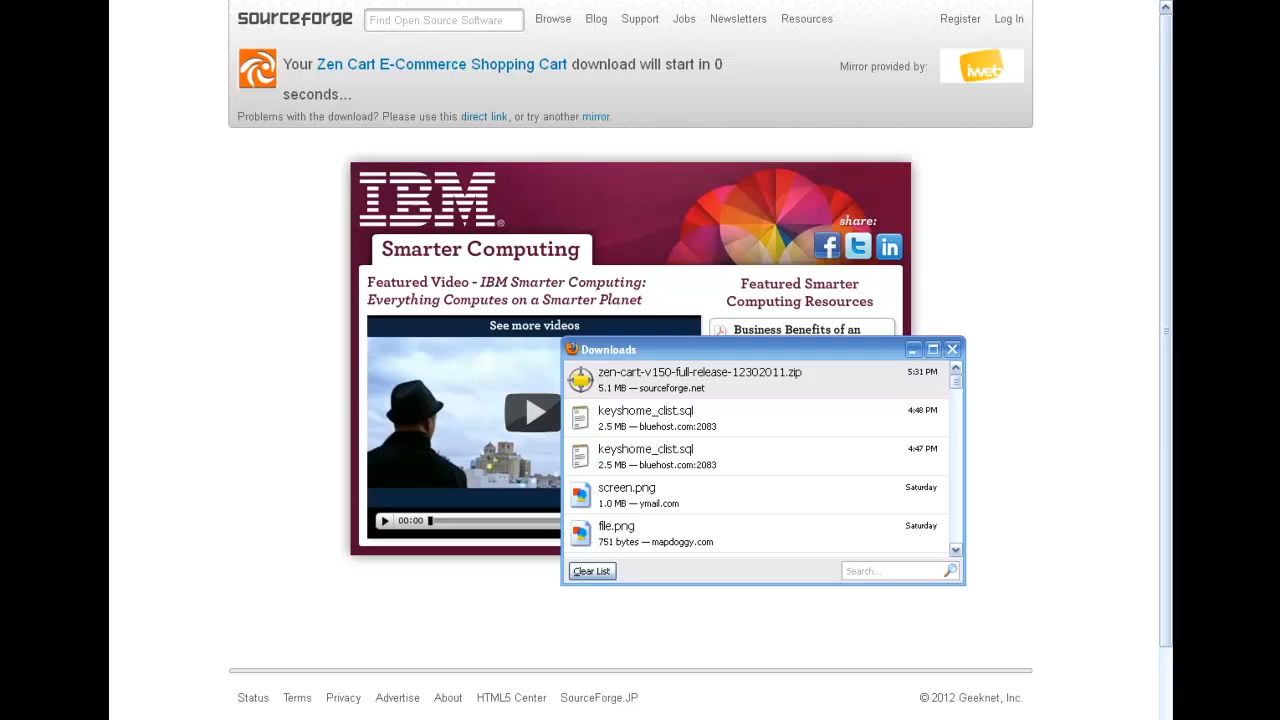 sourceforge
Find Open Source Software
Browse Blog Support Jobs Newsletters Resources
Register Log In
Your Zen Cart E-Commerce Shopping Cart download will start in 0
seconds...
Mirror provided by:
iweb
Problems with the download? Please use this direct link, or try another mirror.
IBM®
share:
Smarter Computing
Featured Video - IBM Smarter Computing:
Everything Computes on a Smarter Planet
Featured Smarter
Computing Resources
See more videos
Business Benefits of an
00:00
Downloads
zen-cart-v150-full-release-12302011.zip 5:31 PM
5.1 MB — sourceforge.net
keyshome_clist.sql 4:48 PM
2.5 MB — bluehost.com:2083
keyshome_clist.sql 4:47 PM
2.5 MB — bluehost.com:2083
screen.png Saturday
1.0 MB — ymail.com
file.png Saturday
751 bytes — mapdoggy.com
Clear List
Search...
Status Terms Privacy Advertise About HTML5 Center SourceForge.JP
© 2012 Geeknet, Inc.